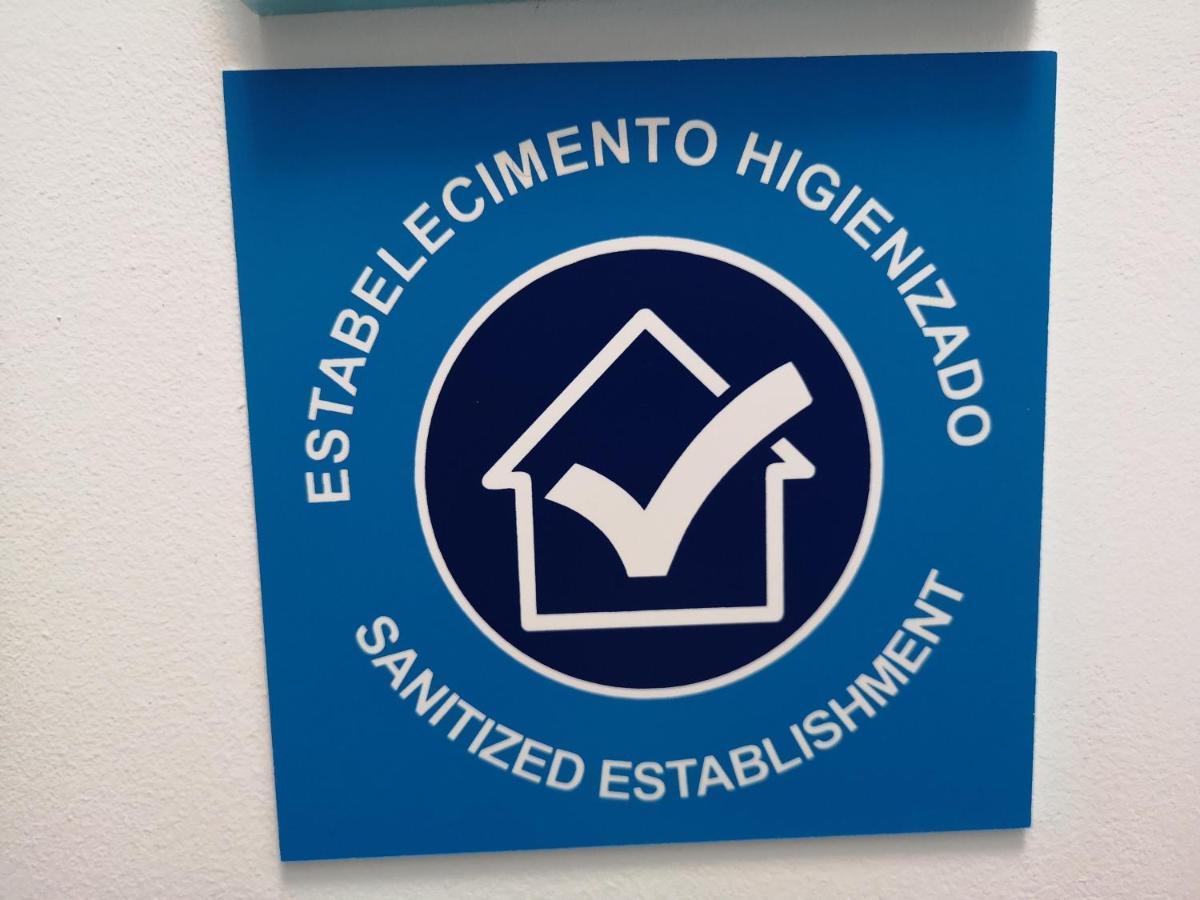 ESTABELECIMENTO HIGIENIZADO
SANITIZED ESTABLISHMENT